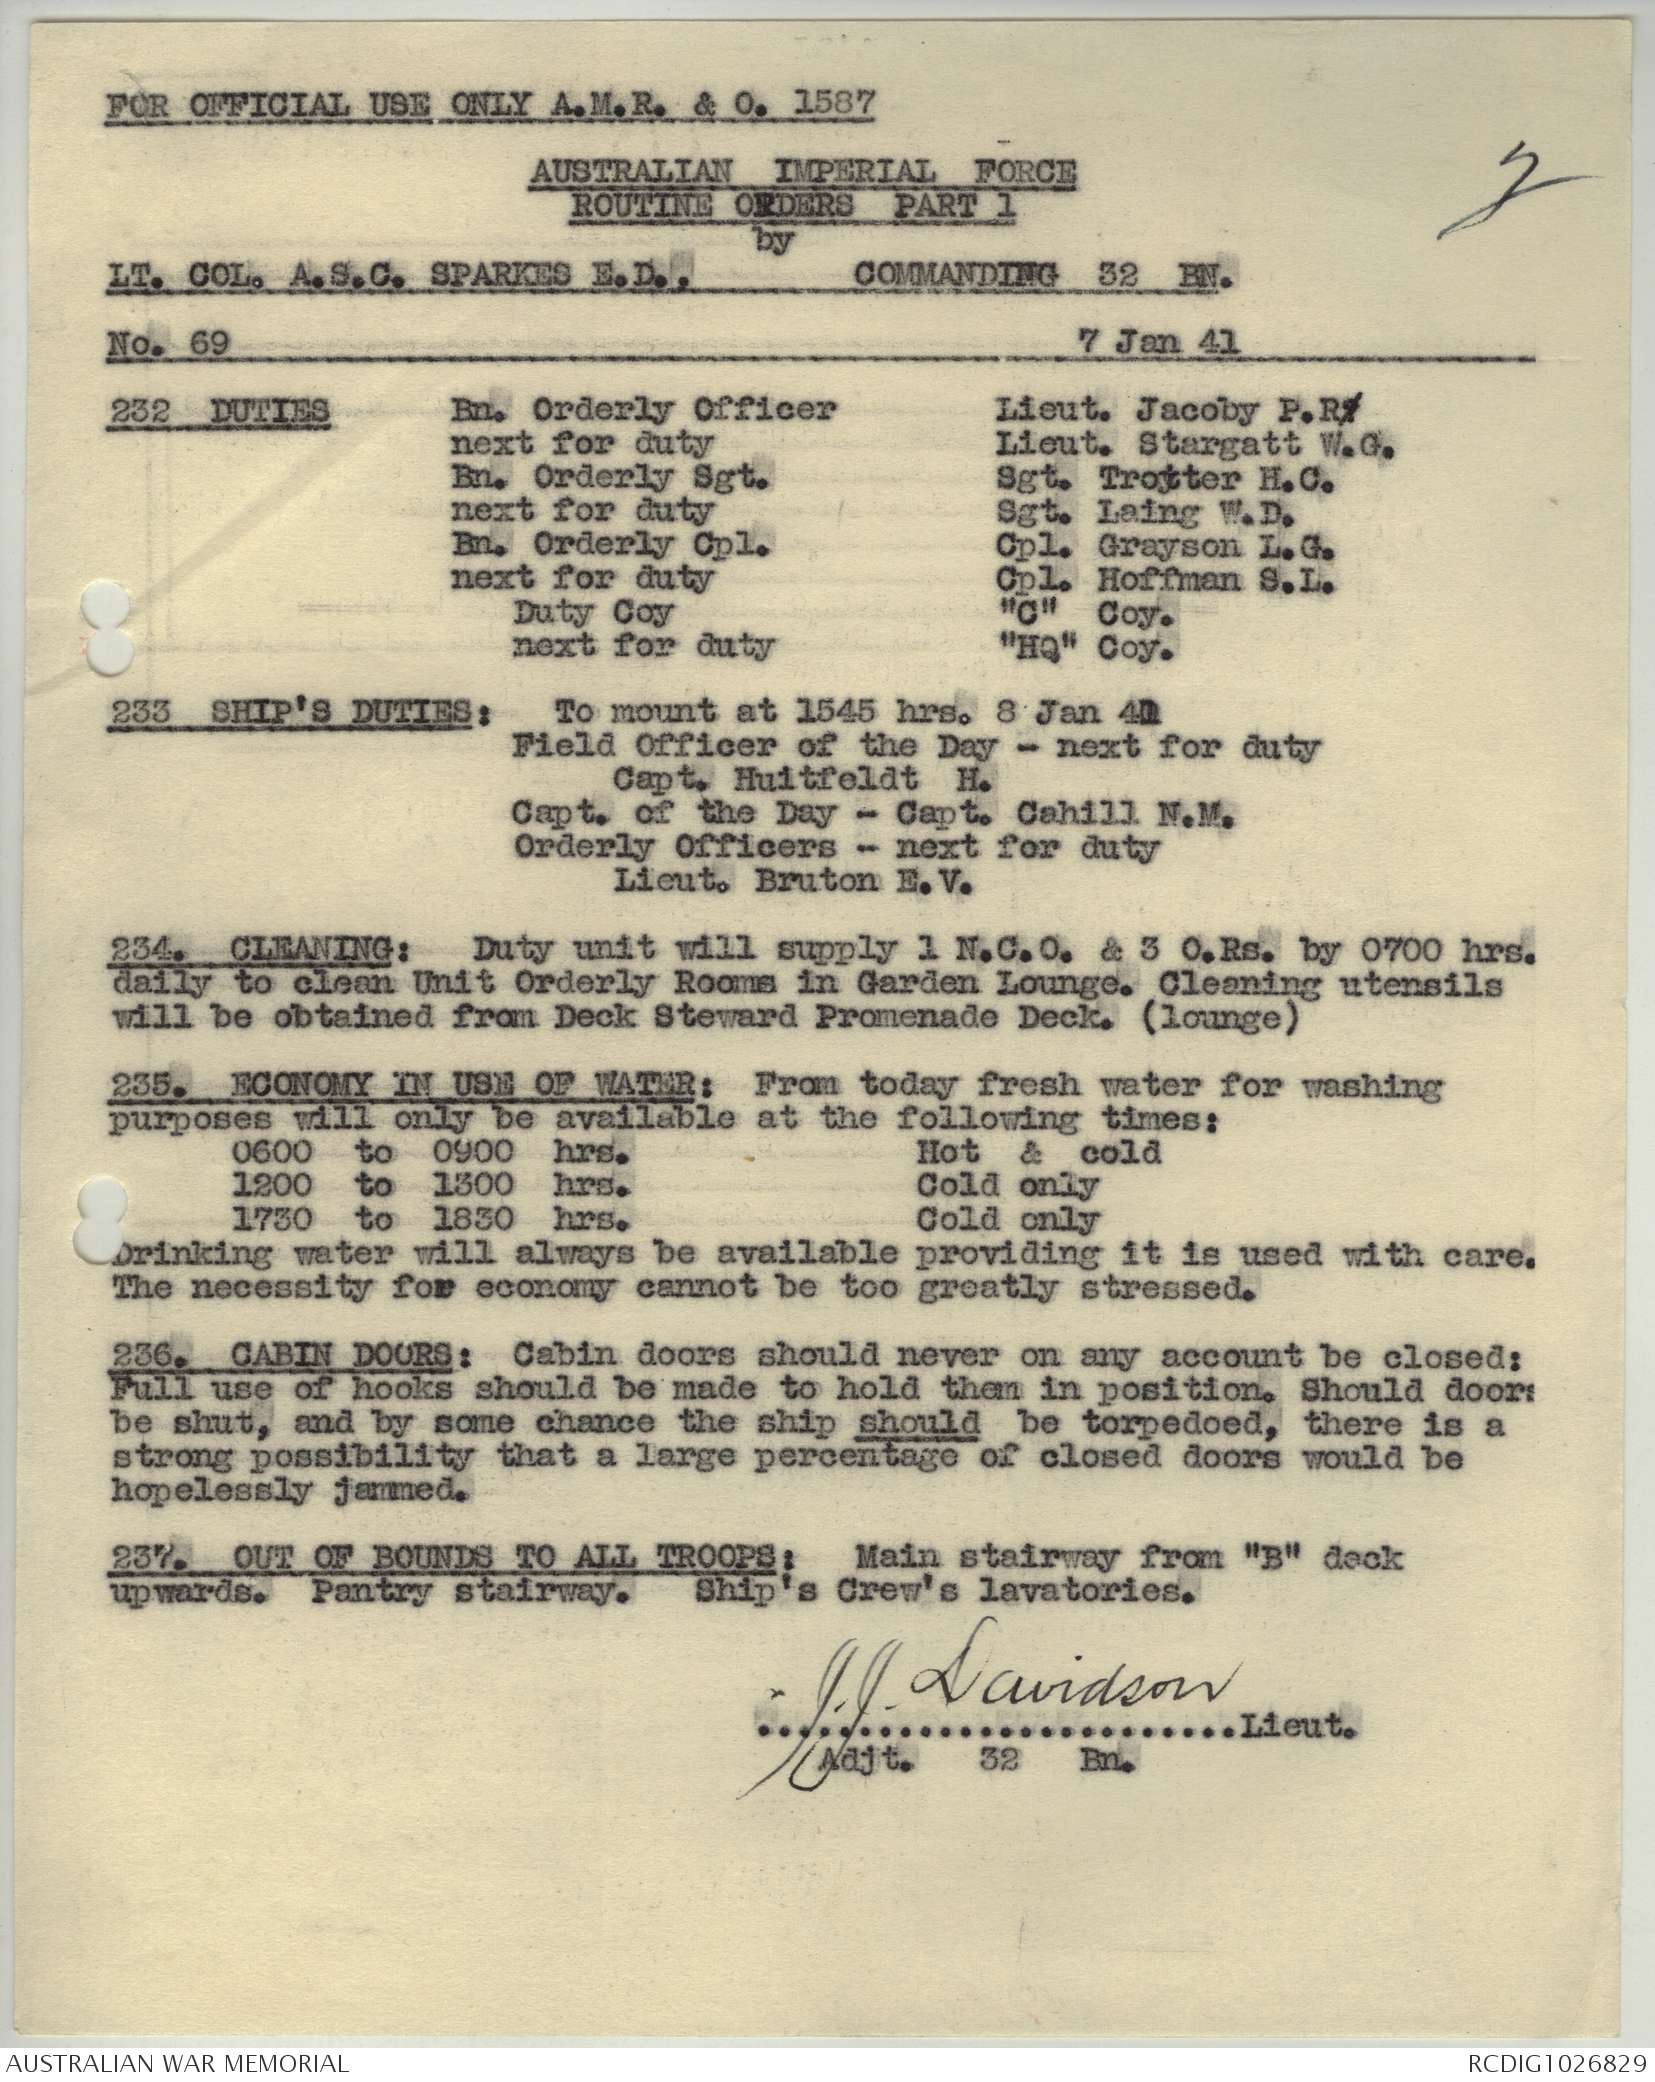 FOR OFFICIAL USE ONLY A.M.R. & O. 1587
2
AUSTRALIAN IMPERIAL FORCE
ROUTINE ORDERS PART 1
by
LT. COL. A.S.C. SPARKES E.D., COMMANDING 32 BN.
No. 69 7 Jan 41
232 DUTIES Bn. Orderly Officer Lieut. Jacoby P.R.
next for duty Lieut. Stargatt W.G.
Bn. Orderly Sgt. Sgt. Trotter H.C.
next for duty Sgt. Laing W.D.
Bn. Orderly Cpl. Cpl. Grayson L.G.
next for duty Cpl. Hoffman S.L.
Duty Coy "C" Coy.
next for duty "HQ" Coy.
233 SHIP'S DUTIES: To mount at 1545 hrs. 8 Jan 41
Field Officer of the Day - next for duty
Capt. Huitfeldt H.
Capt. of the Day - Capt. Cahill N.M.
Orderly Officers - next for duty
Lieut. Bruton E.V.
234. CLEANING: Duty unit will supply 1 N.C.O. & 3 O.Rs. by 0700 hrs.
daily to clean Unit Orderly Rooms in Garden Lounge. Cleaning utensils
will be obtained from Deck Steward Promenade Deck. (lounge)
235. ECONOMY IN USE OF WATER: From today fresh water for washing
purposes will only be available at the following times:
0600 to 0900 hrs. Hot & cold
1200 to 1300 hrs. Cold only
1730 to 1830 hrs. Cold only
Drinking water will always be available providing it is used with care.
The necessity for economy cannot be too greatly stressed.
236. CABIN DOORS: Cabin doors should never on any account be closed:
Full use of hooks should be made to hold them in position. Should doors
be shut, and by some chance the ship should be torpedoed, there is a
strong possibility that a large percentage of closed doors would be
hopelessly jammed.
237. OUT OF BOUNDS TO ALL TROOPS: Main stairway from "B" deck
upwards. Pantry stairway. Ship's Crew's lavatories.
J.J. Davidson
........................Lieut.
Adjt. 32 Bn.
AUSTRALIAN WAR MEMORIAL RCDIG1026829